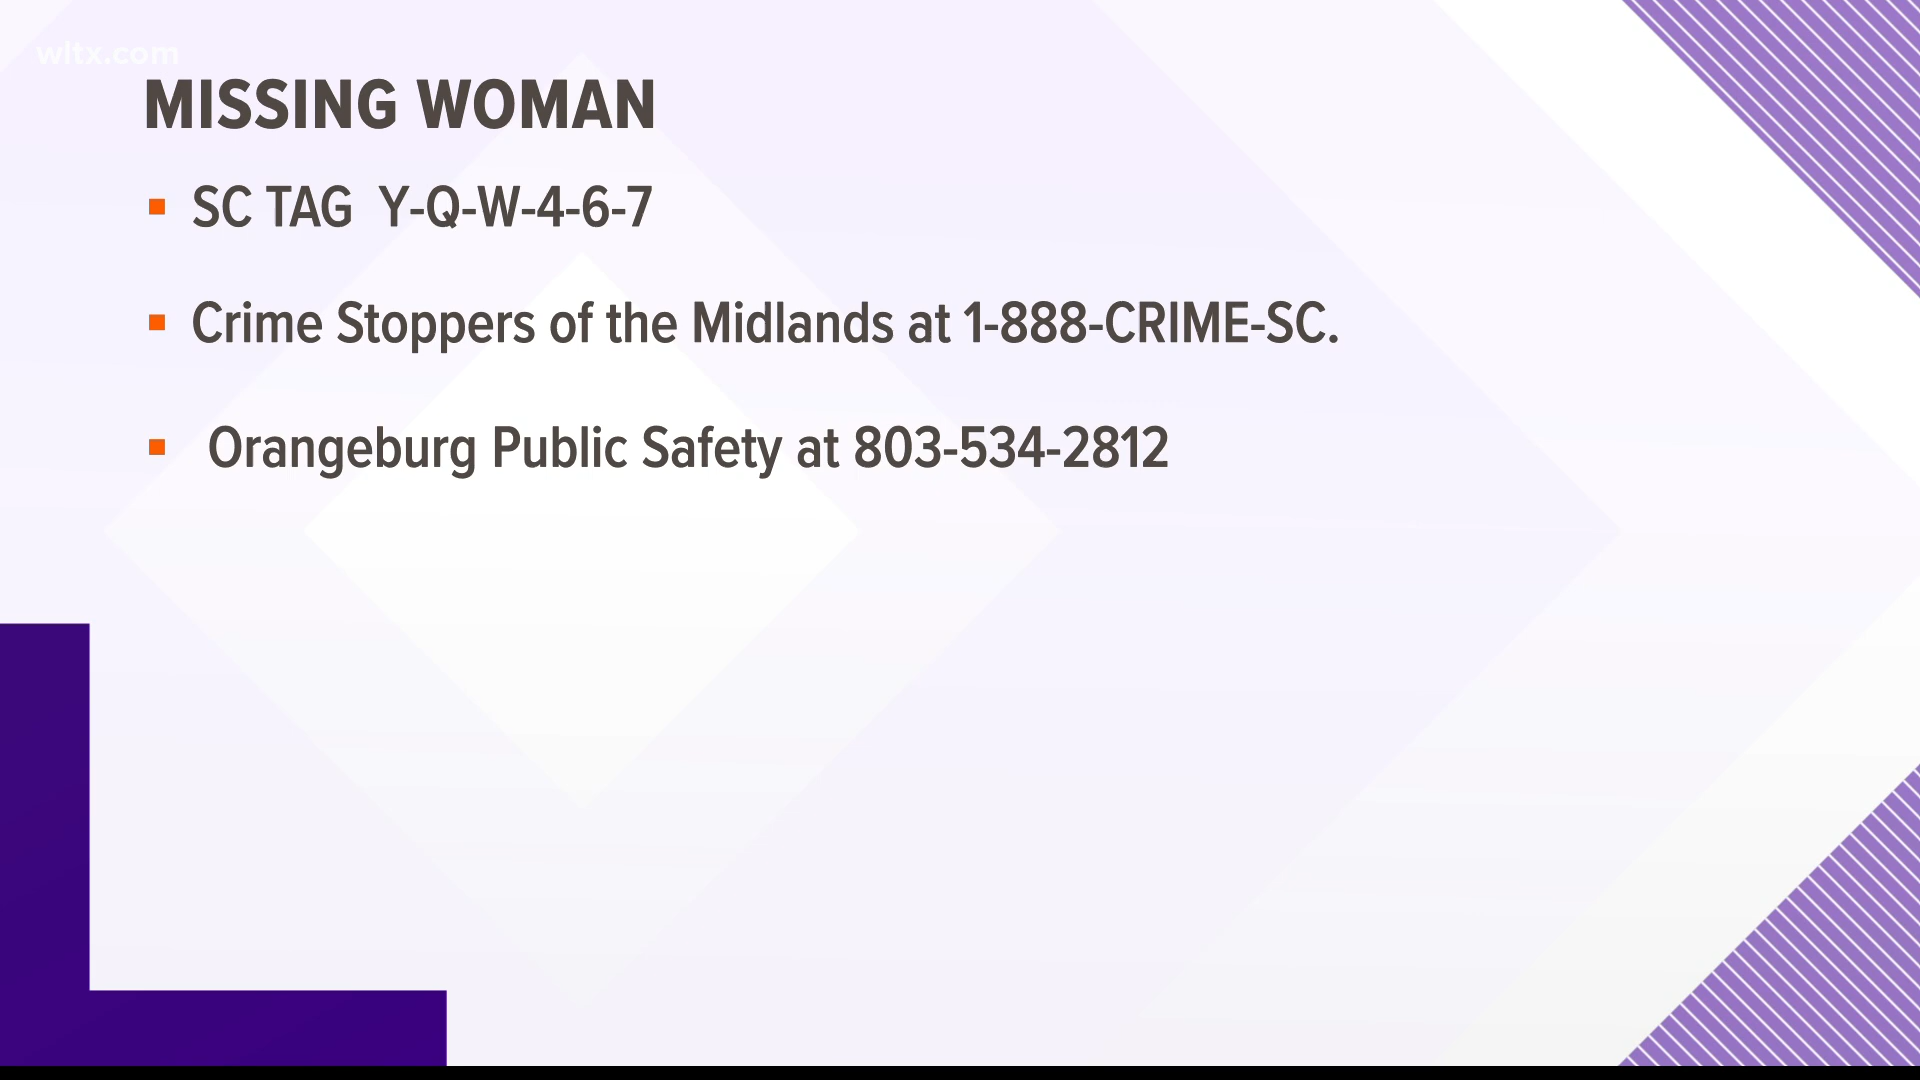 wltx.com
MISSING WOMAN
▪ SC TAG  Y-Q-W-4-6-7
▪ Crime Stoppers of the Midlands at 1-888-CRIME-SC.
▪ Orangeburg Public Safety at 803-534-2812